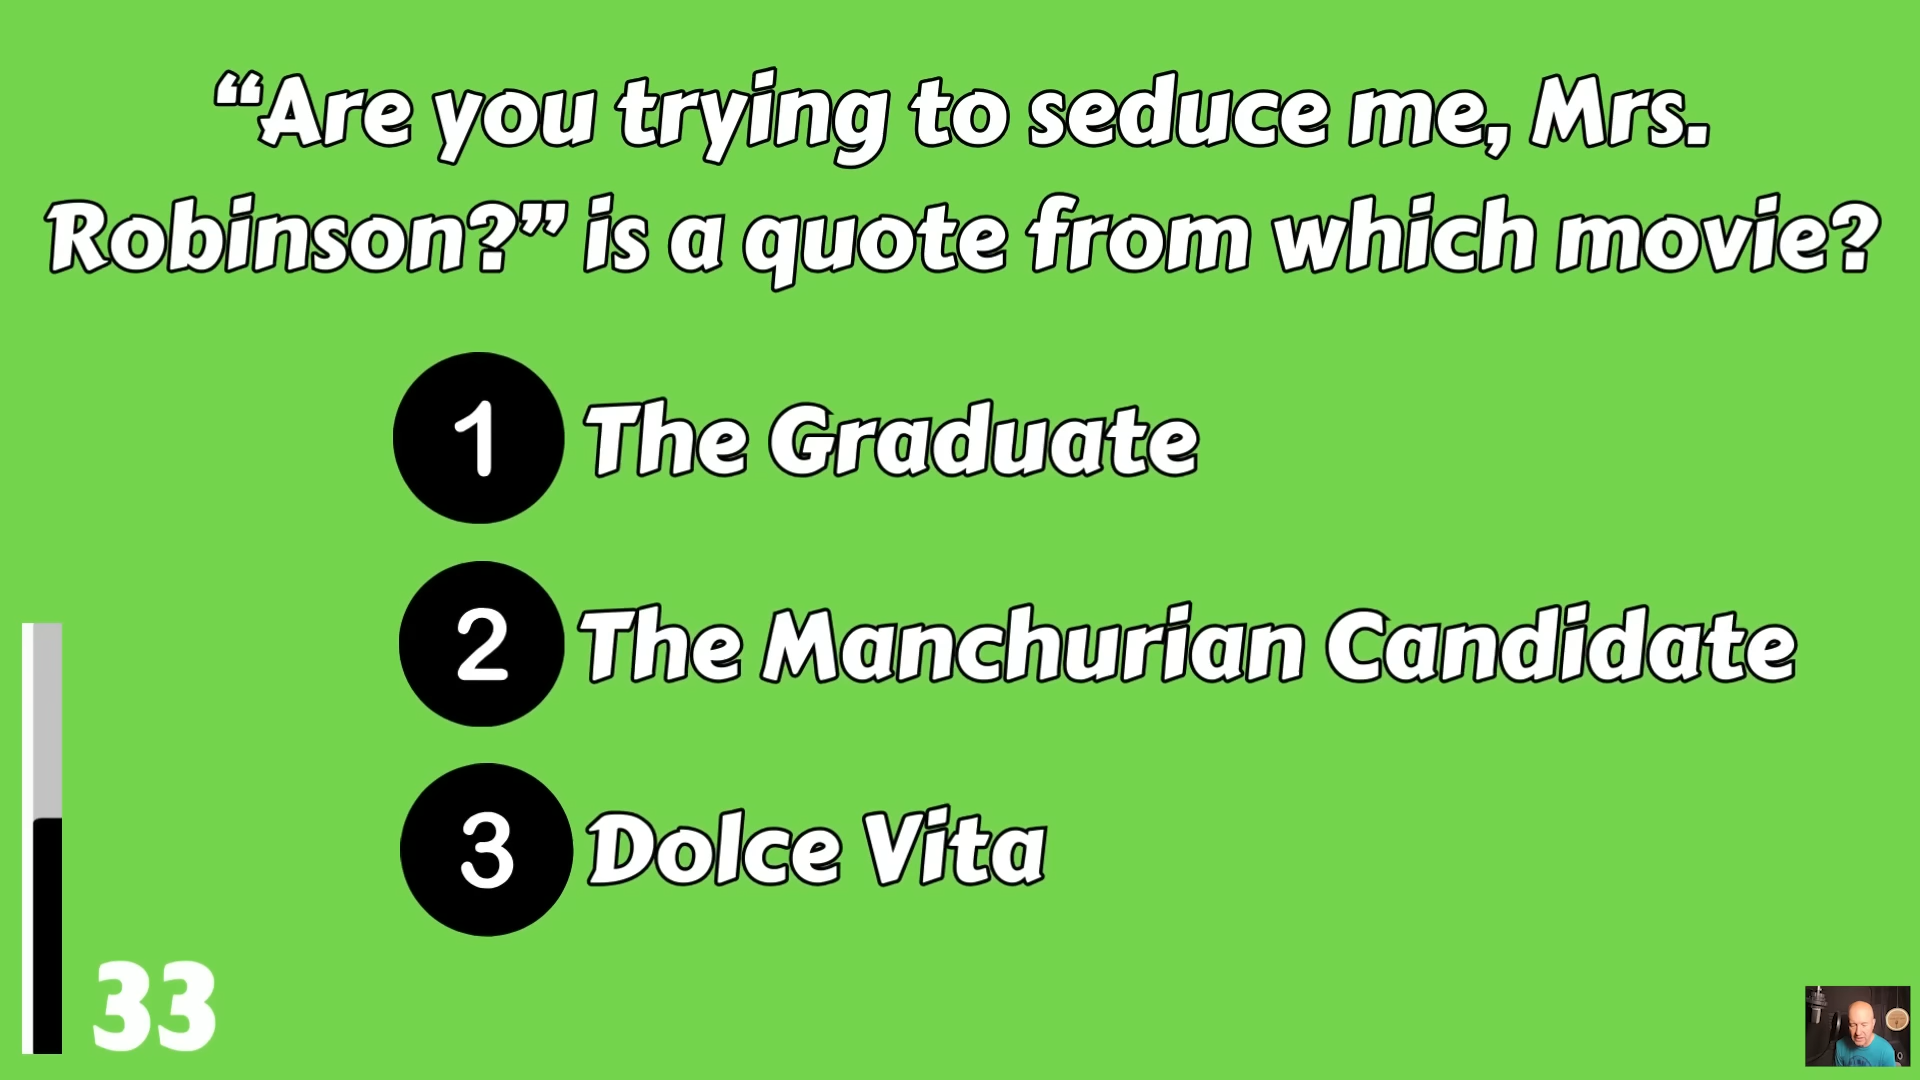 “Are you trying to seduce me, Mrs.
Robinson?” is a quote from which movie?
1 The Graduate
2 The Manchurian Candidate
3 Dolce Vita
33